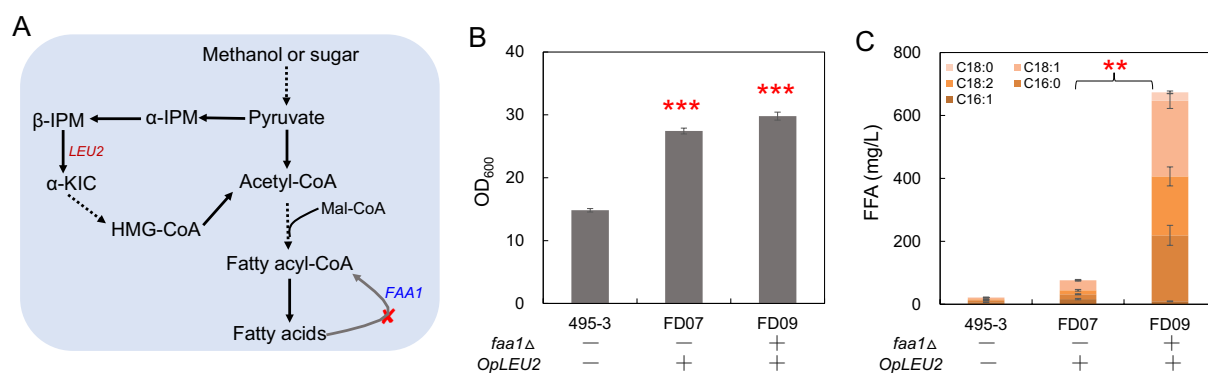 A
Methanol or sugar
β-IPM
α-IPM
Pyruvate
LEU2
α-KIC
Acetyl-CoA
Mal-CoA
HMG-CoA
Fatty acyl-CoA
FAA1
Fatty acids
B
OD600
40
30
20
10
0
***
***
495-3 FD07 FD09
faa1Δ — — +
OpLEU2 — + +
C
FFA (mg/L)
800
600
400
200
0
C18:0 C18:1
C18:2 C16:0
C16:1
**
495-3 FD07 FD09
faa1Δ — — +
OpLEU2 — + +